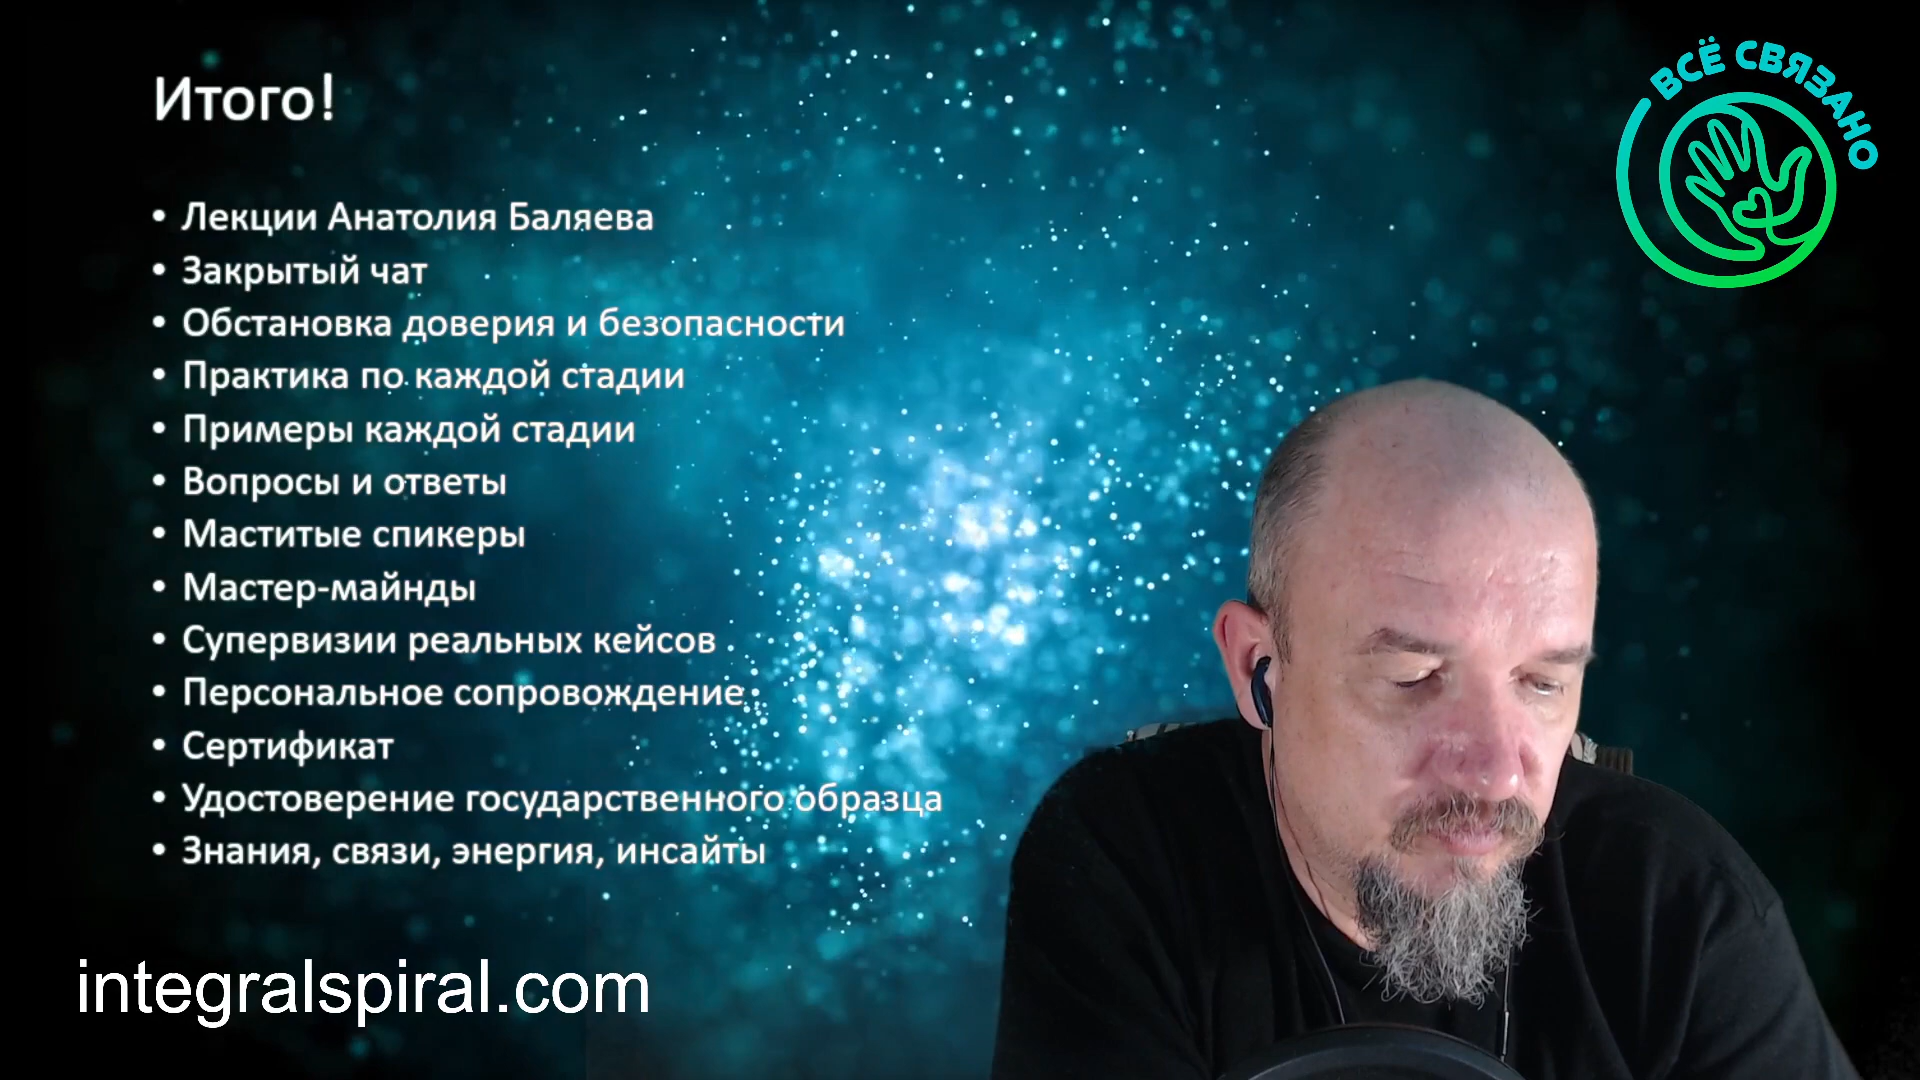 Итого!
ВСЁ СВЯЗАНО
• Лекции Анатолия Баляева
• Закрытый чат
• Обстановка доверия и безопасности
• Практика по каждой стадии
• Примеры каждой стадии
• Вопросы и ответы
• Маститые спикеры
• Мастер-майнды
• Супервизии реальных кейсов
• Персональное сопровождение
• Сертификат
• Удостоверение государственного образца
• Знания, связи, энергия, инсайты
integralspiral.com